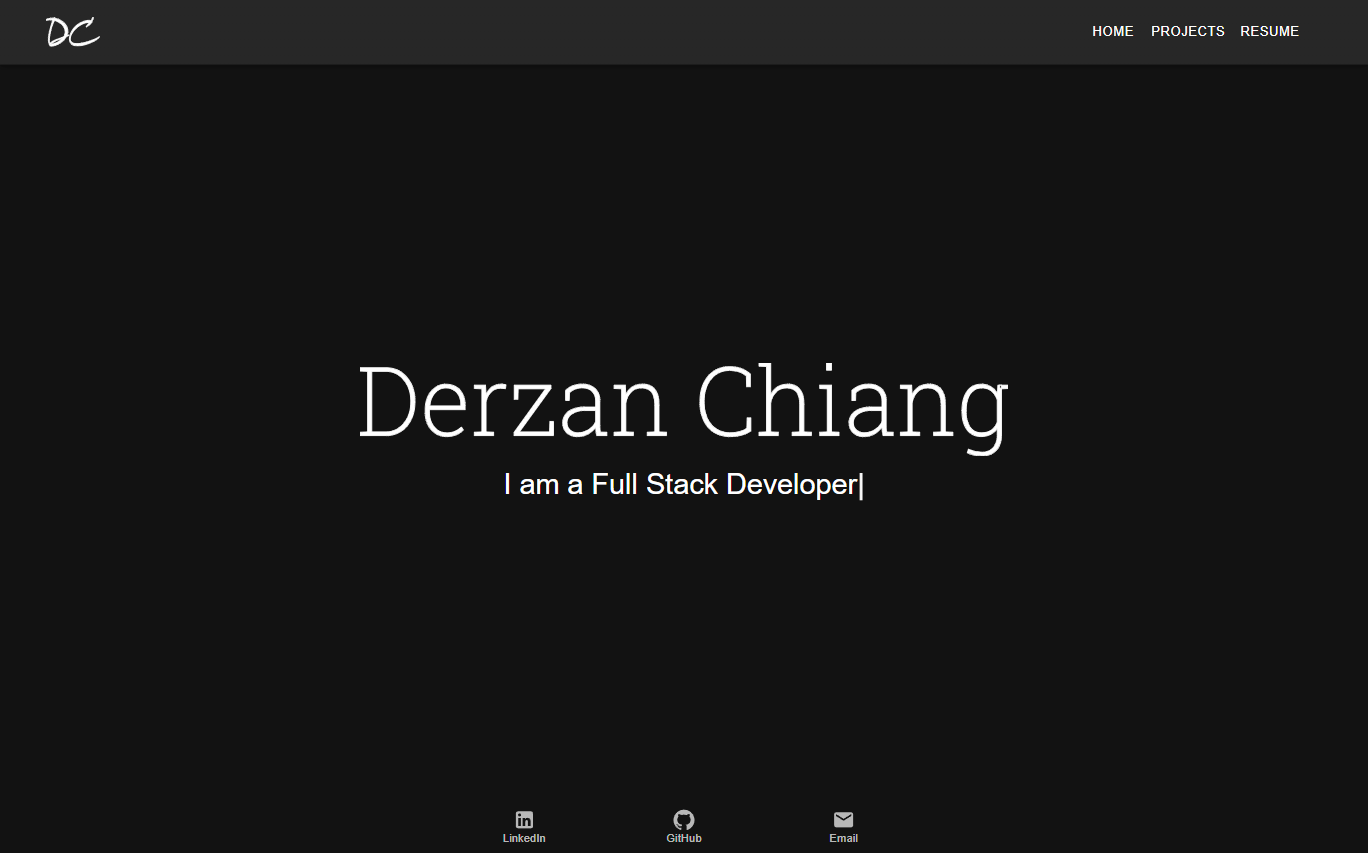 DC
HOME PROJECTS RESUME
Derzan Chiang
I am a Full Stack Developer|
LinkedIn GitHub Email